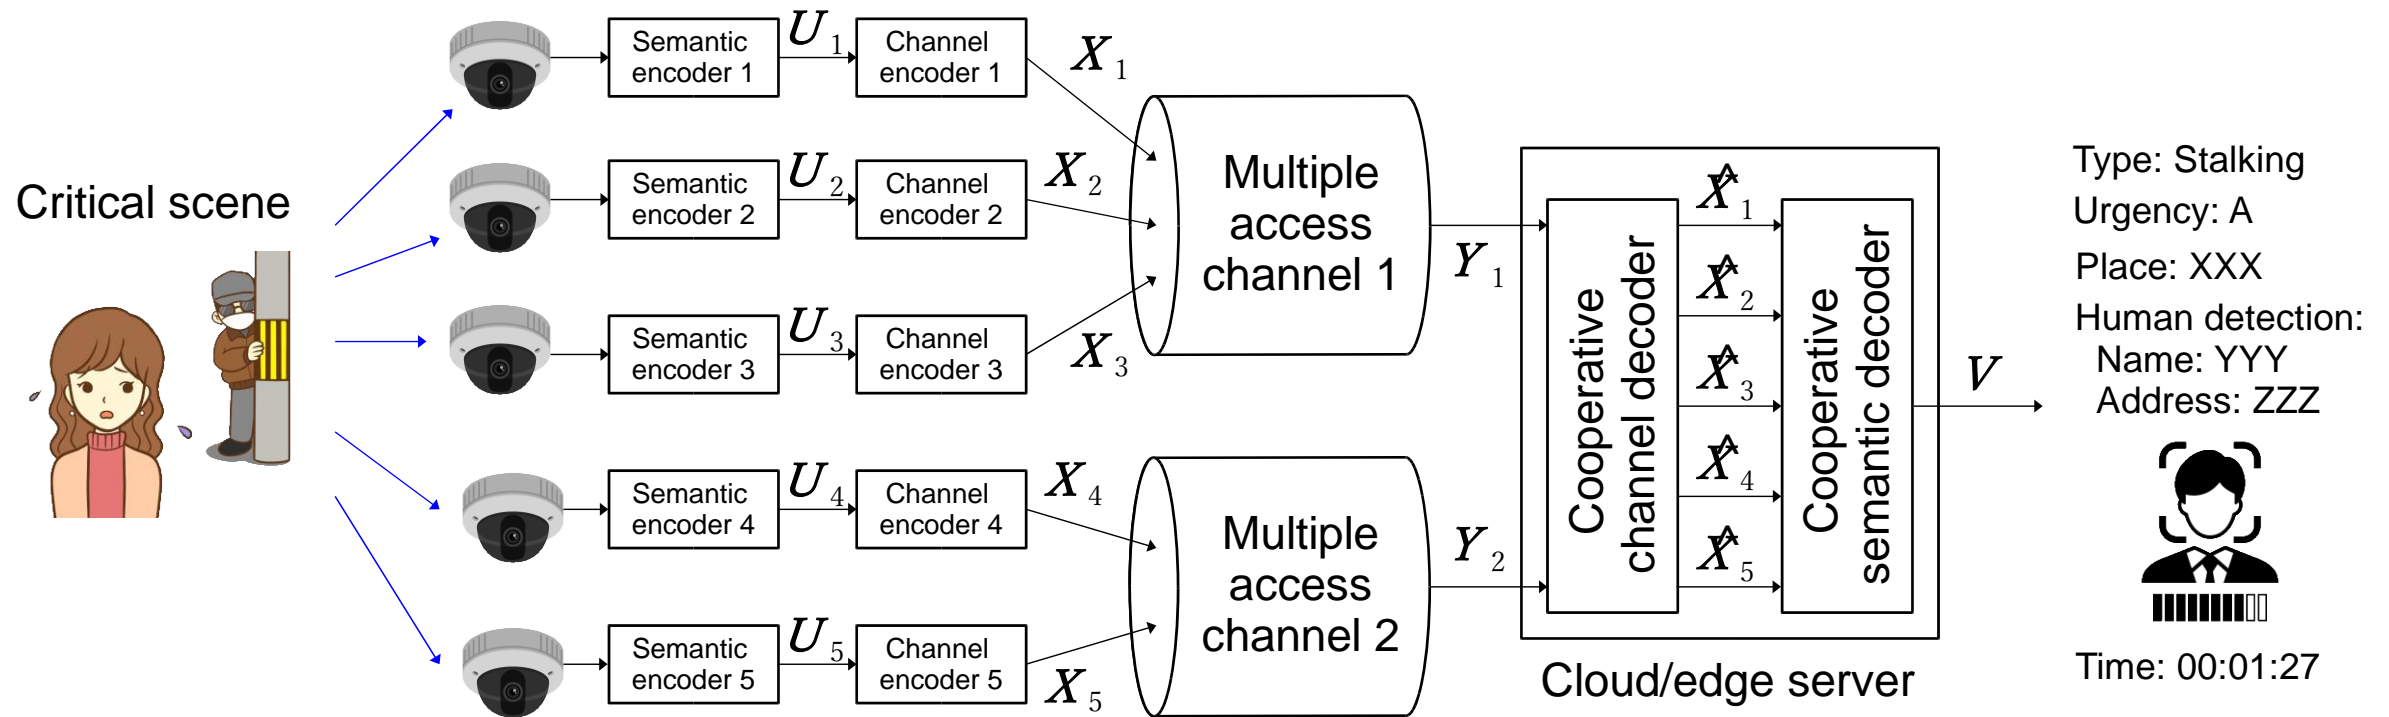 Critical scene
Semantic
encoder 1
U1
Channel
encoder 1
X1
Semantic
encoder 2
U2
Channel
encoder 2
X2
Semantic
encoder 3
U3
Channel
encoder 3
X3
Semantic
encoder 4
U4
Channel
encoder 4
X4
Semantic
encoder 5
U5
Channel
encoder 5
X5
Multiple
access
channel 1
Y1
Multiple
access
channel 2
Y2
Cooperative
channel decoder
X̂1
X̂2
X̂3
X̂4
X̂5
Cooperative
semantic decoder
Cloud/edge server
V
Type: Stalking
Urgency: A
Place: XXX
Human detection:
Name: YYY
Address: ZZZ
Time: 00:01:27